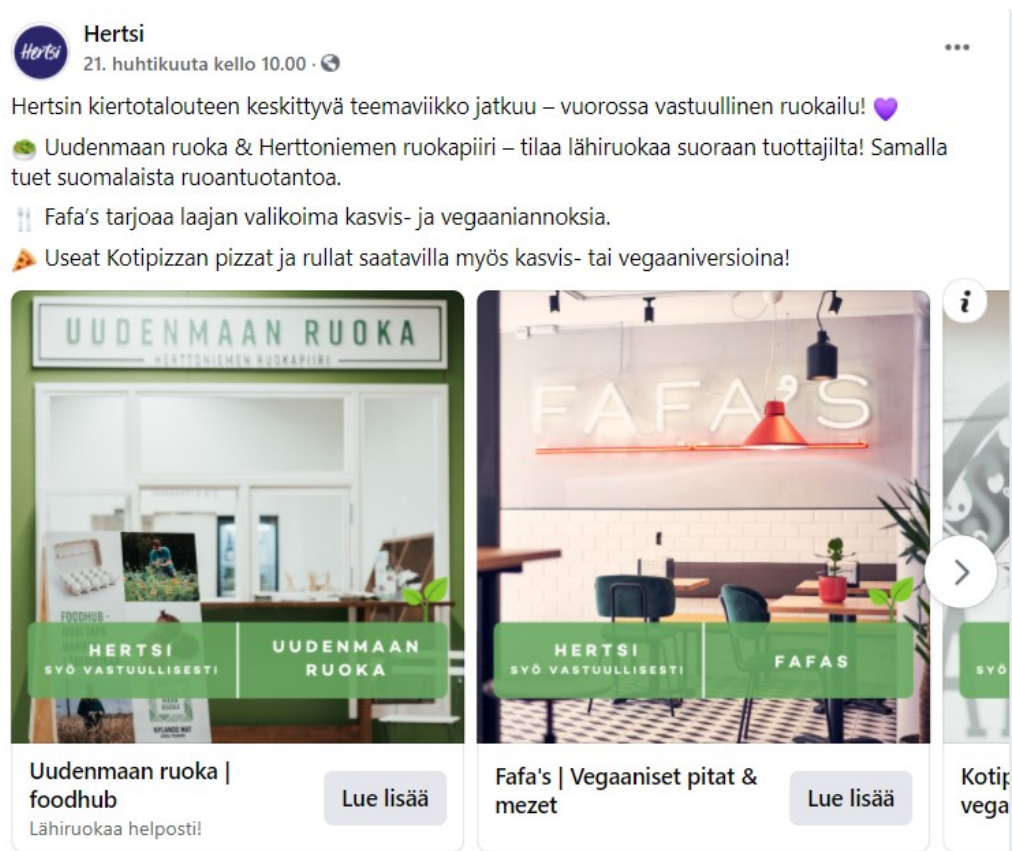 Hertsi
Hertsi
21. huhtikuuta kello 10.00 ·
Hertsin kiertotalouteen keskittyvä teemaviikko jatkuu – vuorossa vastuullinen ruokailu! 💜
🥗 Uudenmaan ruoka & Herttoniemen ruokapiiri – tilaa lähiruokaa suoraan tuottajilta! Samalla
tuet suomalaista ruoantuotantoa.
🍴 Fafa's tarjoaa laajan valikoima kasvis- ja vegaaniannoksia.
🍕 Useat Kotipizzan pizzat ja rullat saatavilla myös kasvis- tai vegaaniversioina!
UUDENMAAN RUOKA
HERTTONIEMEN RUOKAPIIRI
FOODHUB -
HERTSI
SYÖ VASTUULLISESTI
UUDENMAAN
RUOKA
NYLANDS MAT
Uudenmaan ruoka |
foodhub
Lähiruokaa helposti!
Lue lisää
FAFA'S
HERTSI
SYÖ VASTUULLISESTI
FAFAS
Fafa's | Vegaaniset pitat &
mezet
Lue lisää
i
SYÖ
Kotip
vega